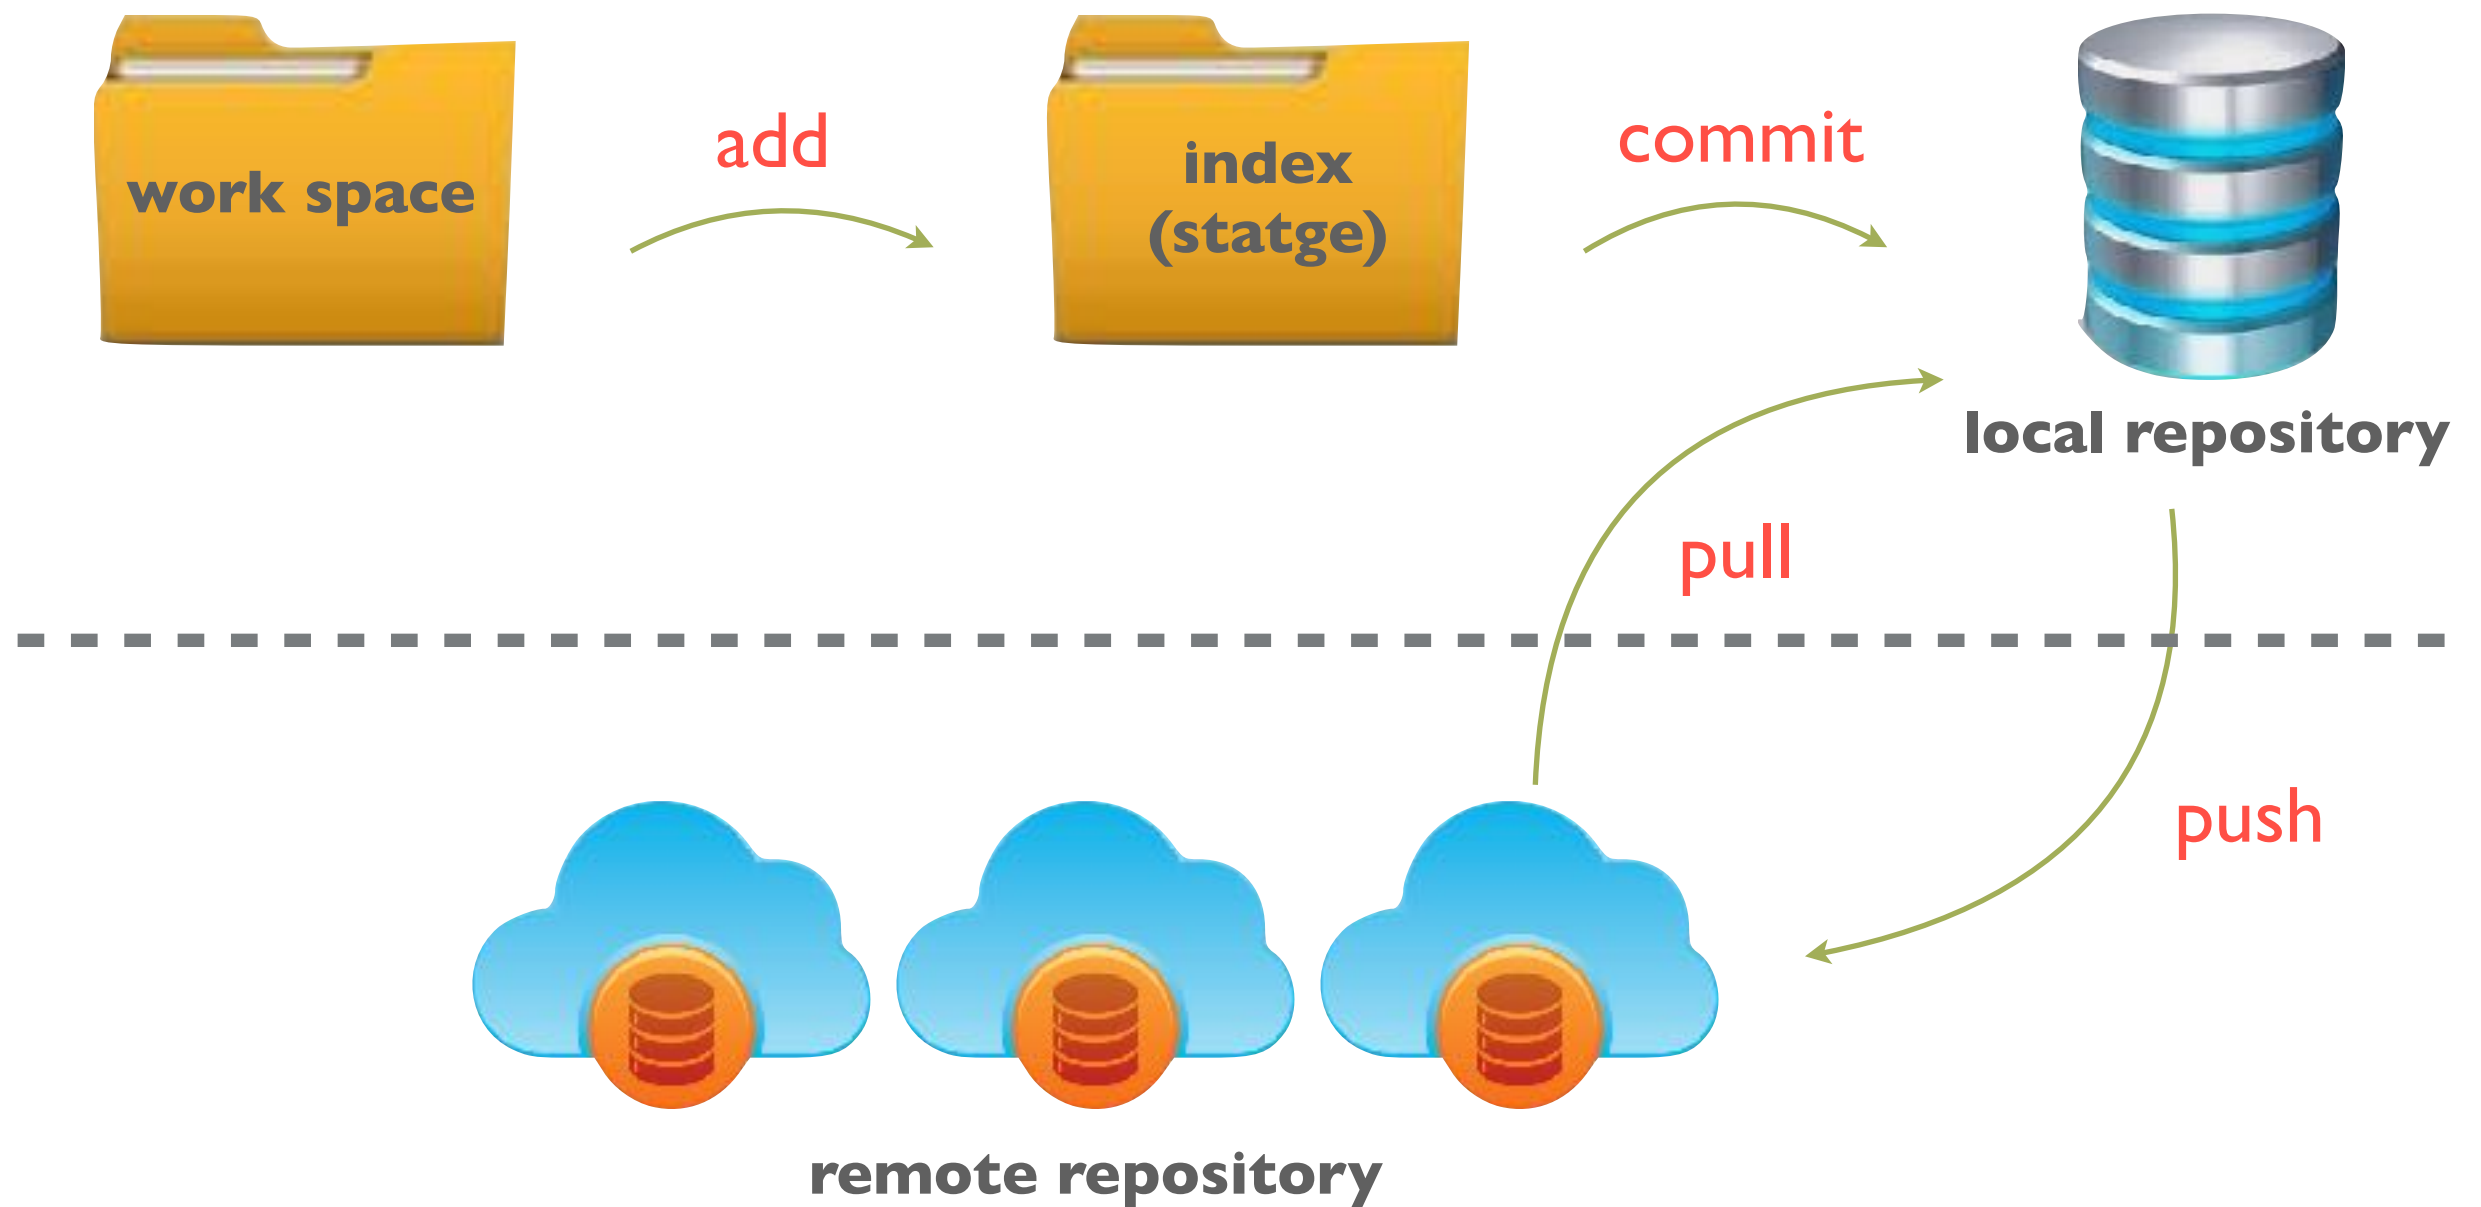 work space
add
index
(statge)
commit
local repository
pull
push
remote repository